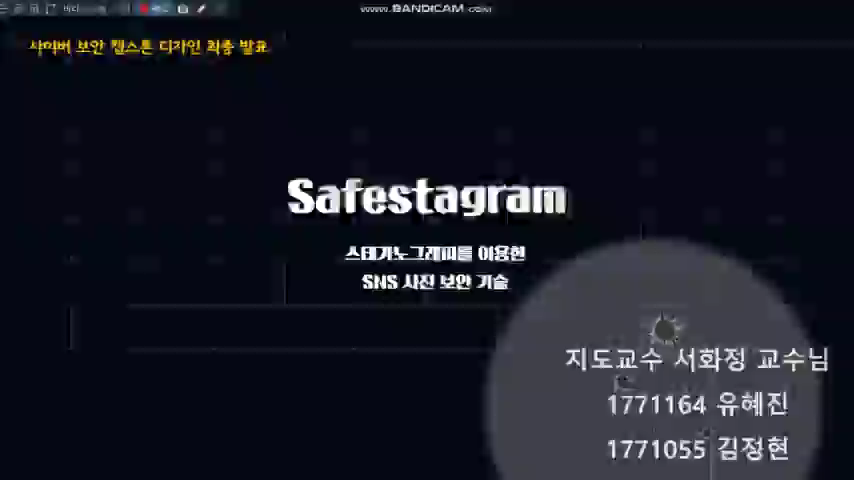 www.BANDICAM.com
사이버 보안 캡스톤 디자인 최종 발표
Safestagram
스테가노그래피를 이용한
SNS 사진 보안 기술
지도교수 서화정 교수님
1771164 유혜진
1771055 김정현